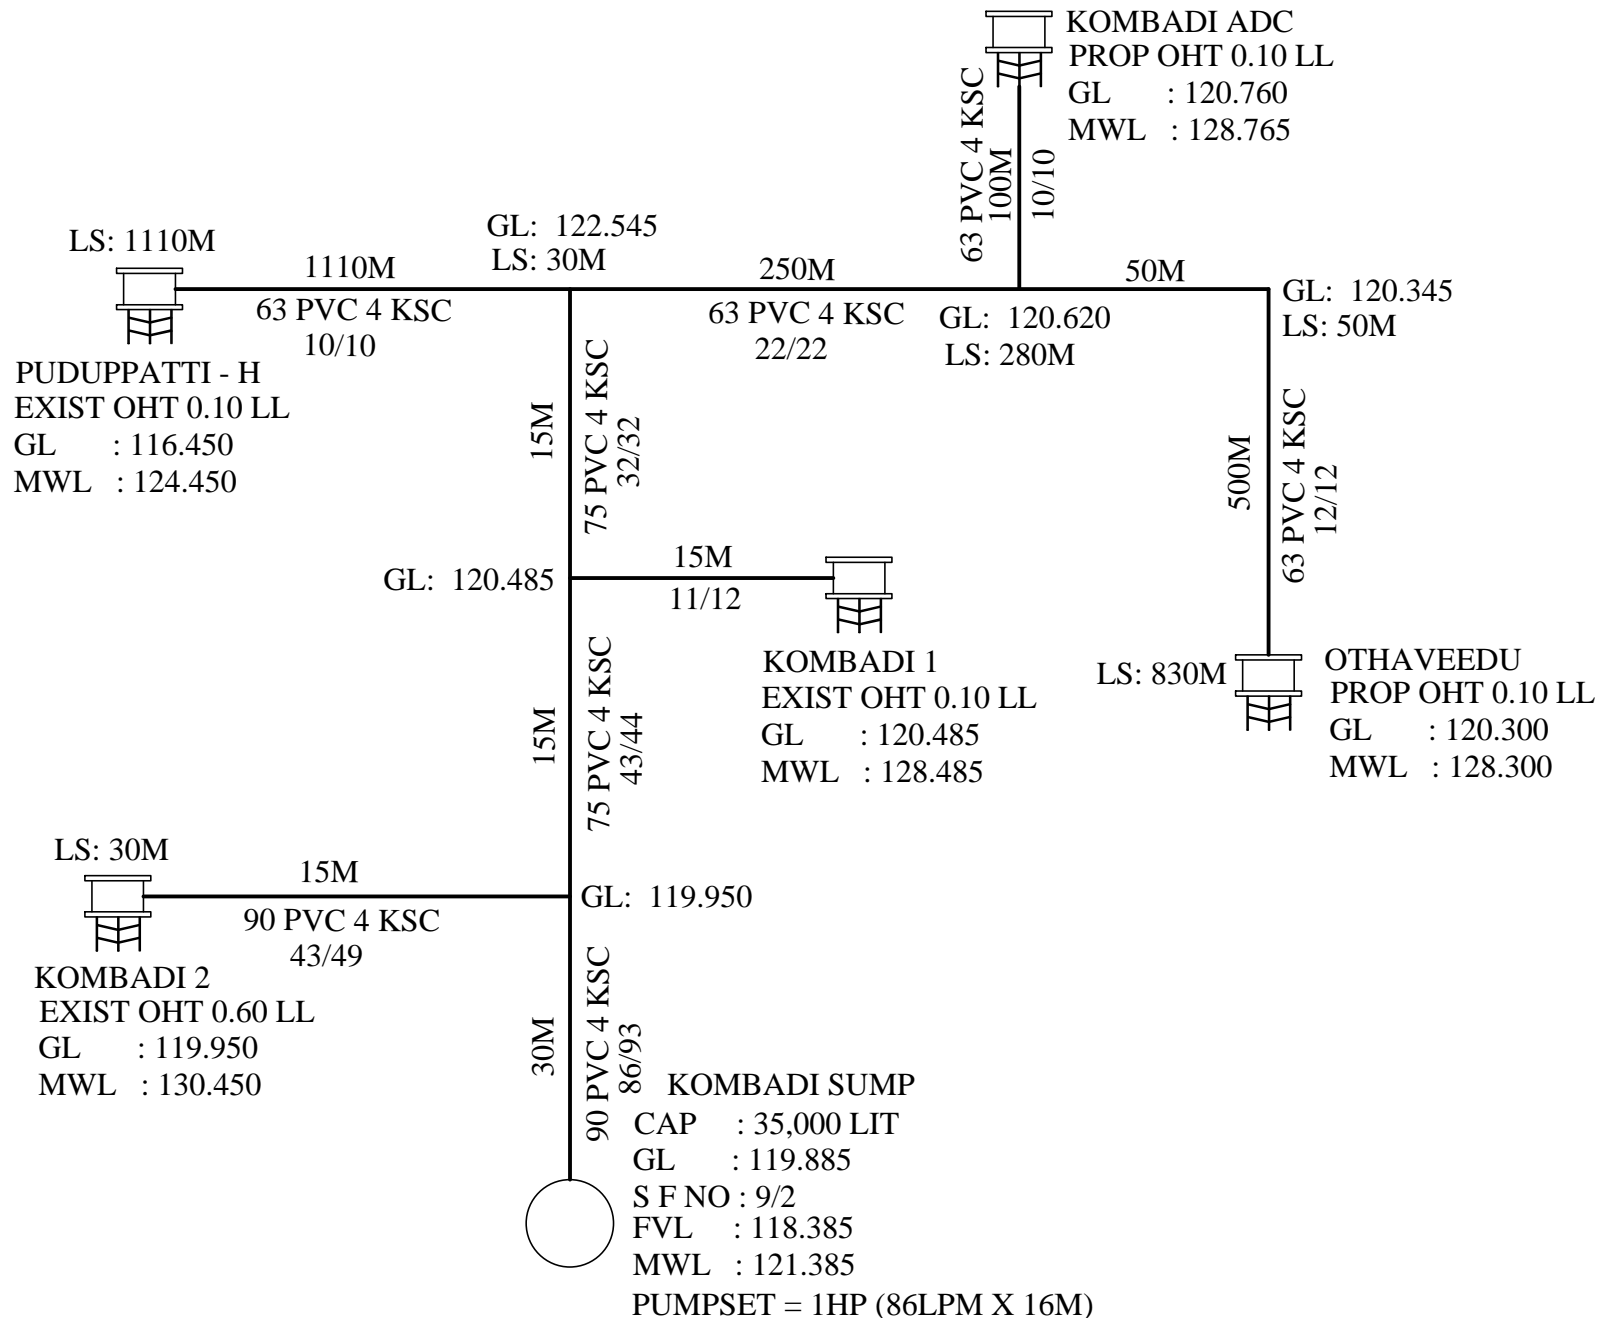 KOMBADI ADC
PROP OHT 0.10 LL
GL : 120.760
MWL : 128.765
63 PVC 4 KSC
100M
10/10
LS: 1110M
1110M
63 PVC 4 KSC
10/10
PUDUPPATTI - H
EXIST OHT 0.10 LL
GL : 116.450
MWL : 124.450
GL: 122.545
LS: 30M
250M
63 PVC 4 KSC
22/22
50M
GL: 120.620
LS: 280M
GL: 120.345
LS: 50M
15M
75 PVC 4 KSC
32/32
500M
63 PVC 4 KSC
12/12
GL: 120.485
15M
11/12
KOMBADI 1
EXIST OHT 0.10 LL
GL : 120.485
MWL : 128.485
LS: 830M
OTHAVEEDU
PROP OHT 0.10 LL
GL : 120.300
MWL : 128.300
15M
75 PVC 4 KSC
43/44
LS: 30M
15M
90 PVC 4 KSC
43/49
GL: 119.950
KOMBADI 2
EXIST OHT 0.60 LL
GL : 119.950
MWL : 130.450
30M
90 PVC 4 KSC
86/93
KOMBADI SUMP
CAP : 35,000 LIT
GL : 119.885
S F NO : 9/2
FVL : 118.385
MWL : 121.385
PUMPSET = 1HP (86LPM X 16M)